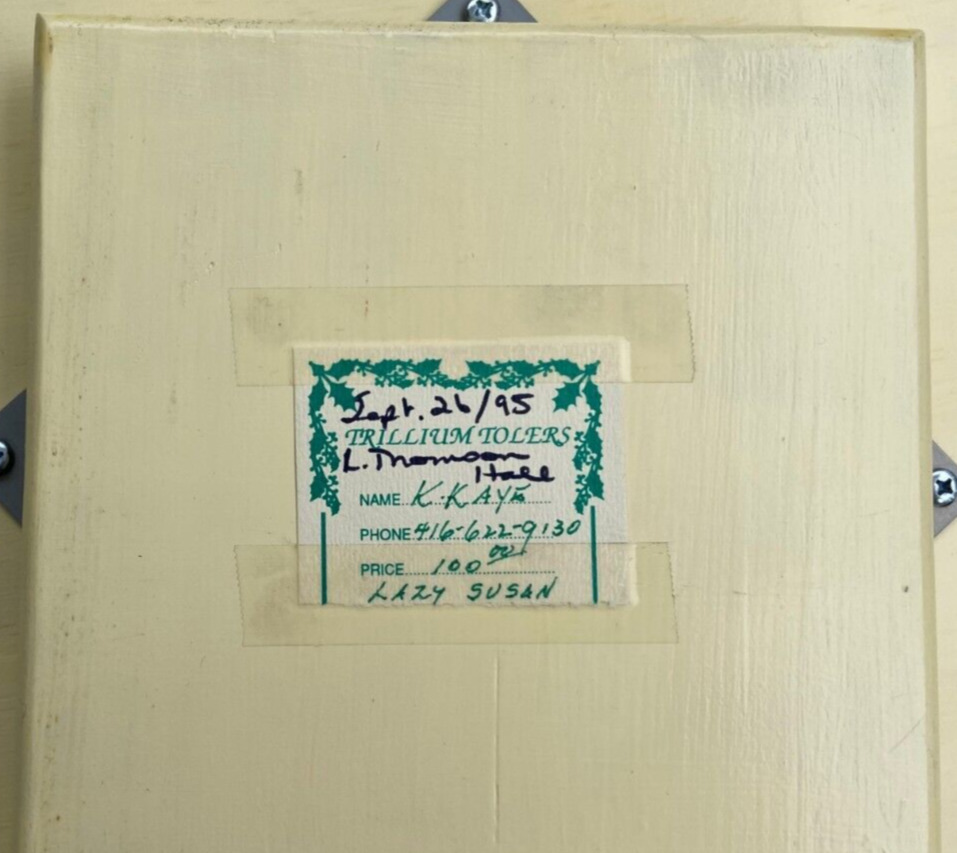 Sept. 26/95
TRILLIUM TOLERS
L. Thomson
Hall
NAME K. KAYE
PHONE 416-622-9130
PRICE 100.00
LAZY SUSAN